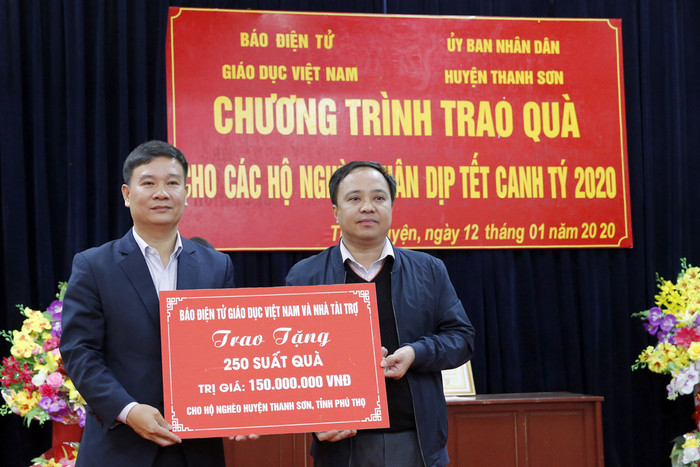 BÁO ĐIỆN TỬ
GIÁO DỤC VIỆT NAM
ỦY BAN NHÂN DÂN
HUYỆN THANH SƠN
CHƯƠNG TRÌNH TRAO QUÀ
CHO CÁC HỘ NGHÈO DỊP TẾT CANH TÝ 2020
uyện, ngày 12 tháng 01 năm 2020
BÁO ĐIỆN TỬ GIÁO DỤC VIỆT NAM VÀ NHÀ TÀI TRỢ
Trao Tặng
250 SUẤT QUÀ
TRỊ GIÁ: 150.000.000 VNĐ
CHO HỘ NGHÈO HUYỆN THANH SƠN, TỈNH PHÚ THỌ